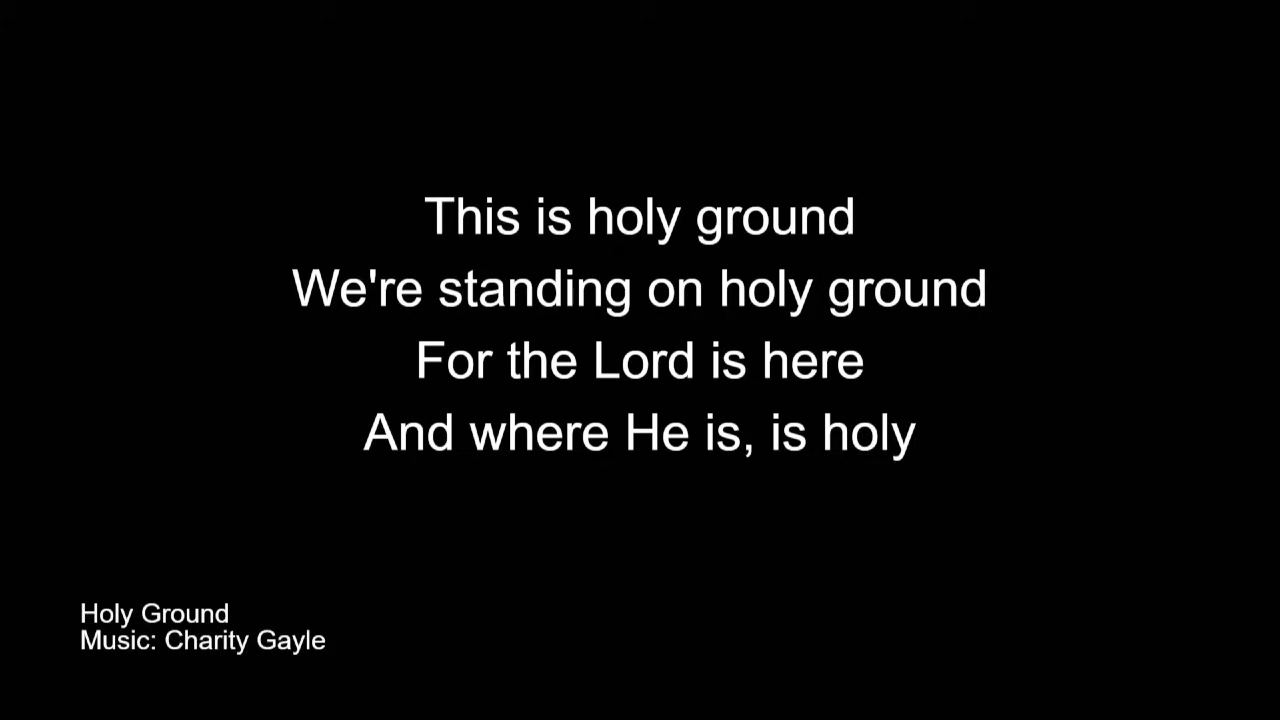 This is holy ground
We're standing on holy ground
For the Lord is here
And where He is, is holy
Holy Ground
Music: Charity Gayle